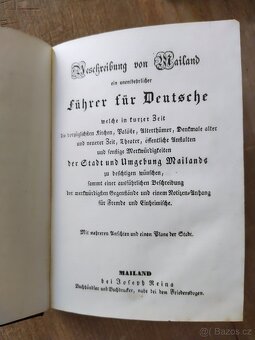 Beschreibung von Mailand
ein unentbehrlicher
Führer für Deutsche
welche in kurzer Zeit
die vorzüglichsten Kirchen, Paläste, Alterthümer, Denkmale alter
und neuerer Zeit, Theater, öffentliche Anstalten
und sonstige Merkwürdigkeiten
der Stadt und Umgebung Mailands
zu besichtigen wünschen,
sammt einer ausführlichen Beschreibung
der merkwürdigsten Gegenstände und einem Notizen-Anhang
für Fremde und Einheimische.
Mit mehreren Ansichten und einem Plane der Stadt.
MAILAND
bei Joseph Reina
Buchhändler und Buchdrucker, nahe bei dem
sbazar.cz